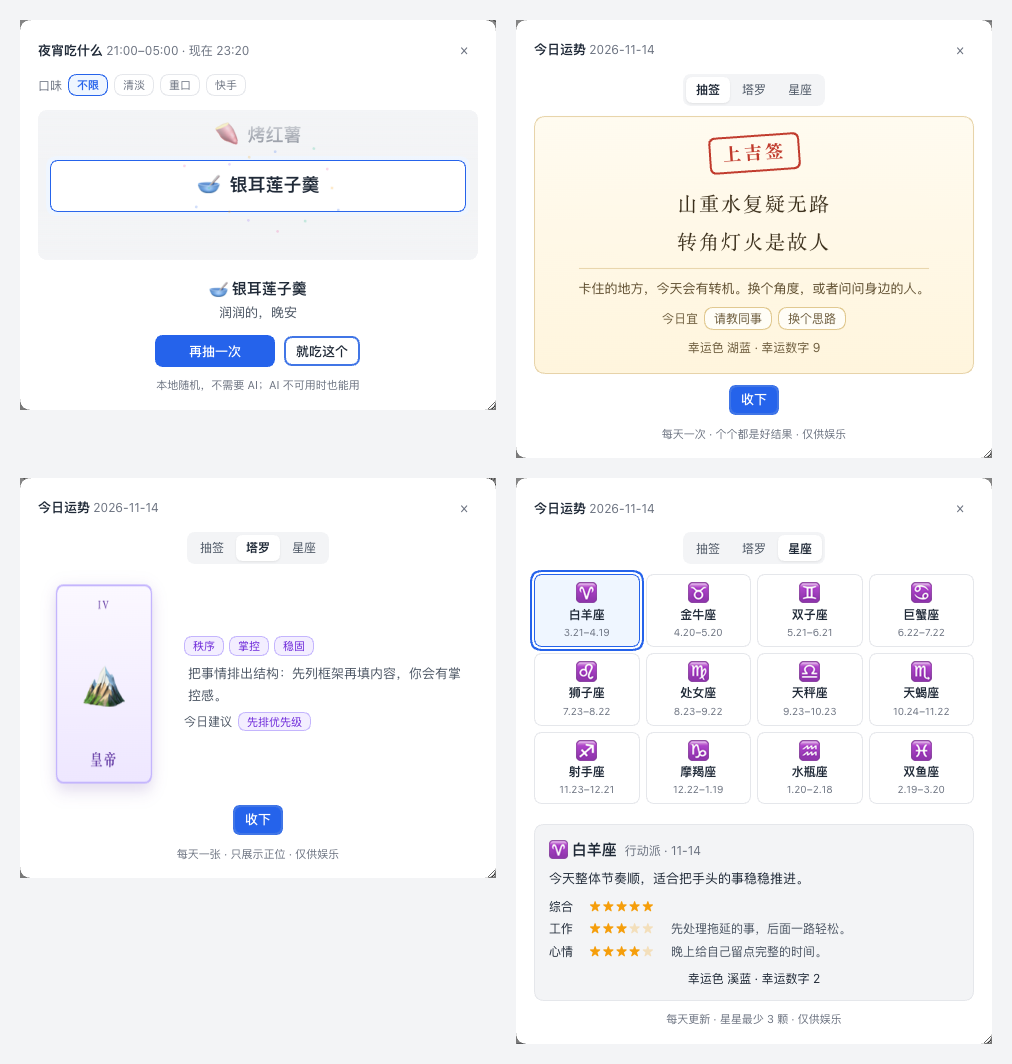 夜宵吃什么 21:00–05:00 · 现在 23:20 ×
口味 不限 清淡 重口 快手
烤红薯
银耳莲子羹
银耳莲子羹
润润的，晚安
再抽一次 就吃这个
本地随机，不需要 AI；AI 不可用时也能用
今日运势 2026-11-14 ×
抽签 塔罗 星座
上吉签
山重水复疑无路
转角灯火是故人
卡住的地方，今天会有转机。换个角度，或者问问身边的人。
今日宜 请教同事 换个思路
幸运色 湖蓝 · 幸运数字 9
收下
每天一次 · 个个都是好结果 · 仅供娱乐
今日运势 2026-11-14 ×
抽签 塔罗 星座
IV
皇帝
秩序 掌控 稳固
把事情排出结构：先列框架再填内容，你会有掌
控感。
今日建议 先排优先级
收下
每天一张 · 只展示正位 · 仅供娱乐
今日运势 2026-11-14 ×
抽签 塔罗 星座
♈ ♉ ♊ ♋
白羊座 金牛座 双子座 巨蟹座
3.21–4.19 4.20–5.20 5.21–6.21 6.22–7.22
♌ ♍ ♎ ♏
狮子座 处女座 天秤座 天蝎座
7.23–8.22 8.23–9.22 9.23–10.23 10.24–11.22
♐ ♑ ♒ ♓
射手座 摩羯座 水瓶座 双鱼座
11.23–12.21 12.22–1.19 1.20–2.18 2.19–3.20
♈ 白羊座 行动派 · 11-14
今天整体节奏顺，适合把手头的事稳稳推进。
综合 ★★★★★
工作 ★★★★★ 先处理拖延的事，后面一路轻松。
心情 ★★★★★ 晚上给自己留点完整的时间。
幸运色 溪蓝 · 幸运数字 2
每天更新 · 星星最少 3 颗 · 仅供娱乐